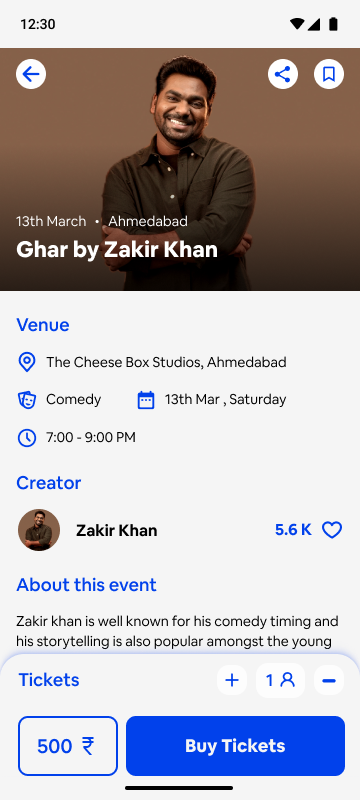 12:30
13th March • Ahmedabad
Ghar by Zakir Khan
Venue
The Cheese Box Studios, Ahmedabad
Comedy 13th Mar , Saturday
7:00 - 9:00 PM
Creator
Zakir Khan 5.6 K
About this event
Zakir khan is well known for his comedy timing and
his storytelling is also popular amongst the young
Tickets + 1 -
500 ₹ Buy Tickets